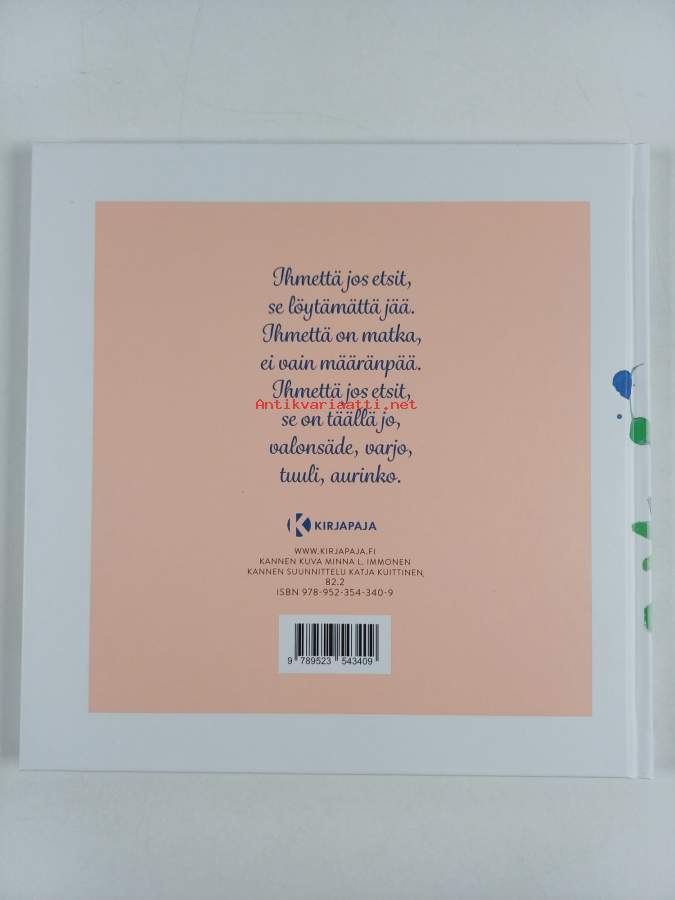 Ihmettä jos etsit,
se löytämättä jää.
Ihmettä on matka,
ei vain määränpää.
Ihmettä jos etsit,
Antikvariaatti.net
se on täällä jo,
valonsäde, varjo,
tuuli, aurinko.
KIRJAPAJA
WWW.KIRJAPAJA.FI
KANNEN KUVA MINNA L. IMMONEN
KANNEN SUUNNITTELU KATJA KUITTINEN,
82.2
ISBN 978-952-354-340-9
9 789523 543409